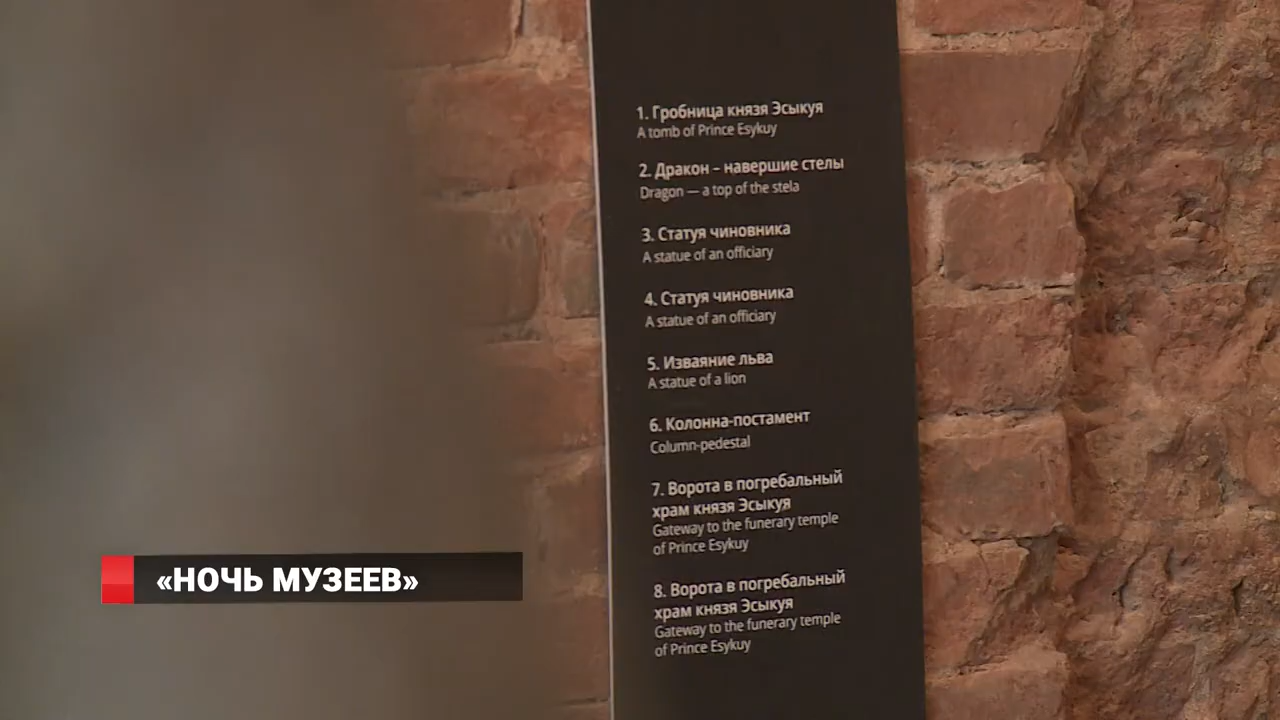 1. Гробница князя Эсыкуя
A tomb of Prince Esykuy
2. Дракон – навершие стелы
Dragon — a top of the stela
3. Статуя чиновника
A statue of an officiary
4. Статуя чиновника
A statue of an officiary
5. Изваяние льва
A statue of a lion
6. Колонна-постамент
Column-pedestal
7. Ворота в погребальный
храм князя Эсыкуя
Gateway to the funerary temple
of Prince Esykuy
8. Ворота в погребальный
храм князя Эсыкуя
Gateway to the funerary temple
of Prince Esykuy
«НОЧЬ МУЗЕЕВ»